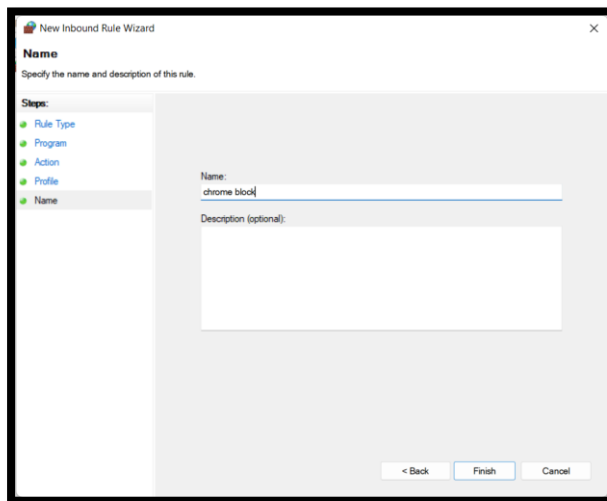 New Inbound Rule Wizard
Name
Specify the name and description of this rule.
Steps:
Rule Type
Program
Action
Profile
Name
Name:
chrome block
Description (optional):
< Back
Finish
Cancel